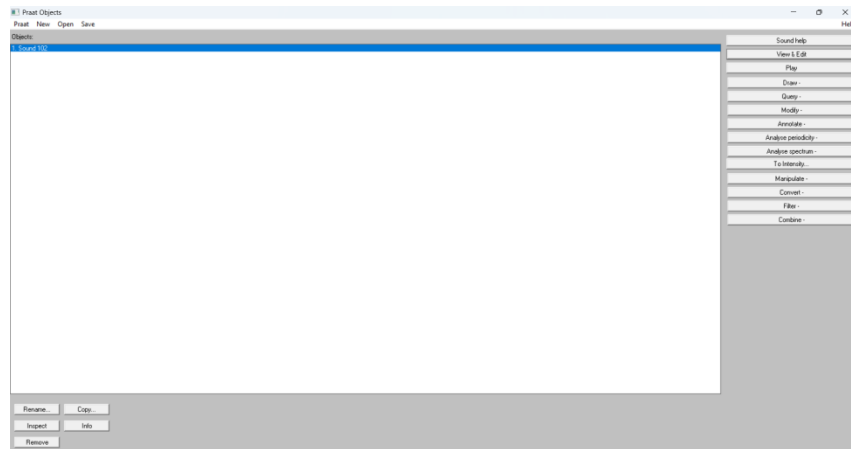 Praat Objects
Praat New Open Save Hel
Objects:
1. Sound 102
Sound help
View & Edit
Play
Draw -
Query -
Modify -
Annotate -
Analyse periodicity -
Analyse spectrum -
To Intensity...
Manipulate -
Convert -
Filter -
Combine -
Rename... Copy...
Inspect Info
Remove